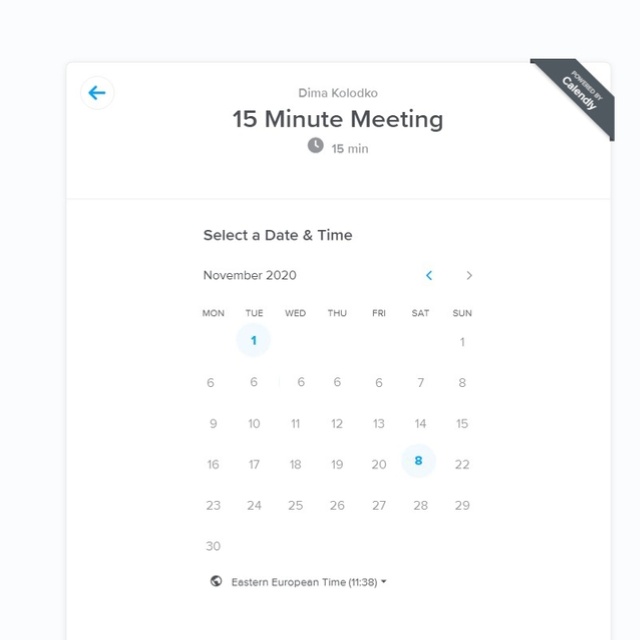 POWERED BY
Calendly
Dima Kolodko
15 Minute Meeting
15 min
Select a Date & Time
November 2020
MON TUE WED THU FRI SAT SUN
1 1
6 6 6 6 6 7 8
9 10 11 12 13 14 15
16 17 18 19 20 8 22
23 24 25 26 27 28 29
30
Eastern European Time (11:38)